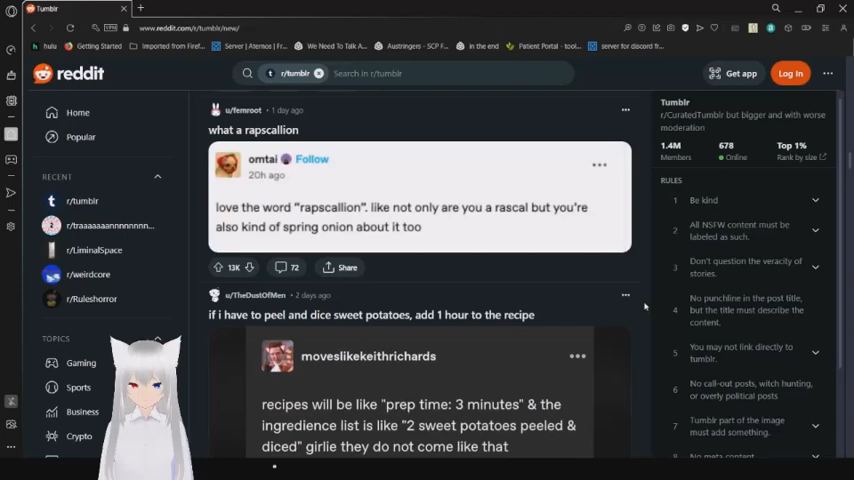 Tumblr
www.reddit.com/r/tumblr/new/
VPN
hulu
Getting Started
Imported from Firef...
Server | Aternos | F...
We Need To Talk A...
Austringers - SCP F...
in the end
Patient Portal - tool...
server for discord fr...
reddit
r/tumblr
Search in r/tumblr
Get app
Log In
Home
Popular
RECENT
r/tumblr
r/traaaaaaannnnnnnn...
r/LiminalSpace
r/weirdcore
r/Ruleshorror
TOPICS
Gaming
Sports
Business
Crypto
u/femroot • 1 day ago
what a rapscallion
omtai Follow
20h ago
love the word "rapscallion". like not only are you a rascal but you're
also kind of spring onion about it too
13K
72
Share
u/TheDustOfMen • 2 days ago
if i have to peel and dice sweet potatoes, add 1 hour to the recipe
moveslikekeithrichards
recipes will be like "prep time: 3 minutes" & the
ingredience list is like "2 sweet potatoes peeled &
diced" girlie they do not come like that
Tumblr
r/CuratedTumblr but bigger and with worse
moderation
1.4M
Members
678
Online
Top 1%
Rank by size
RULES
1 Be kind
2 All NSFW content must be
labeled as such.
3 Don't question the veracity of
stories.
4 No punchline in the post title,
but the title must describe the
content.
5 You may not link directly to
tumblr.
6 No call-out posts, witch hunting,
or overly political posts
7 Tumblr part of the image
must add something.
8 No meta content